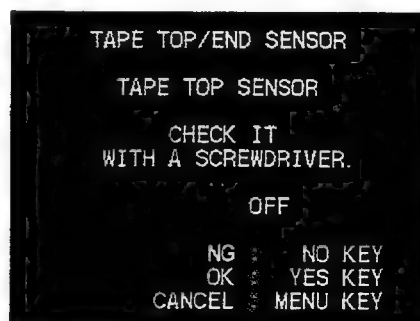 TAPE TOP/END SENSOR
TAPE TOP SENSOR
CHECK IT
WITH A SCREWDRIVER.
OFF
NG : NO KEY
OK : YES KEY
CANCEL : MENU KEY